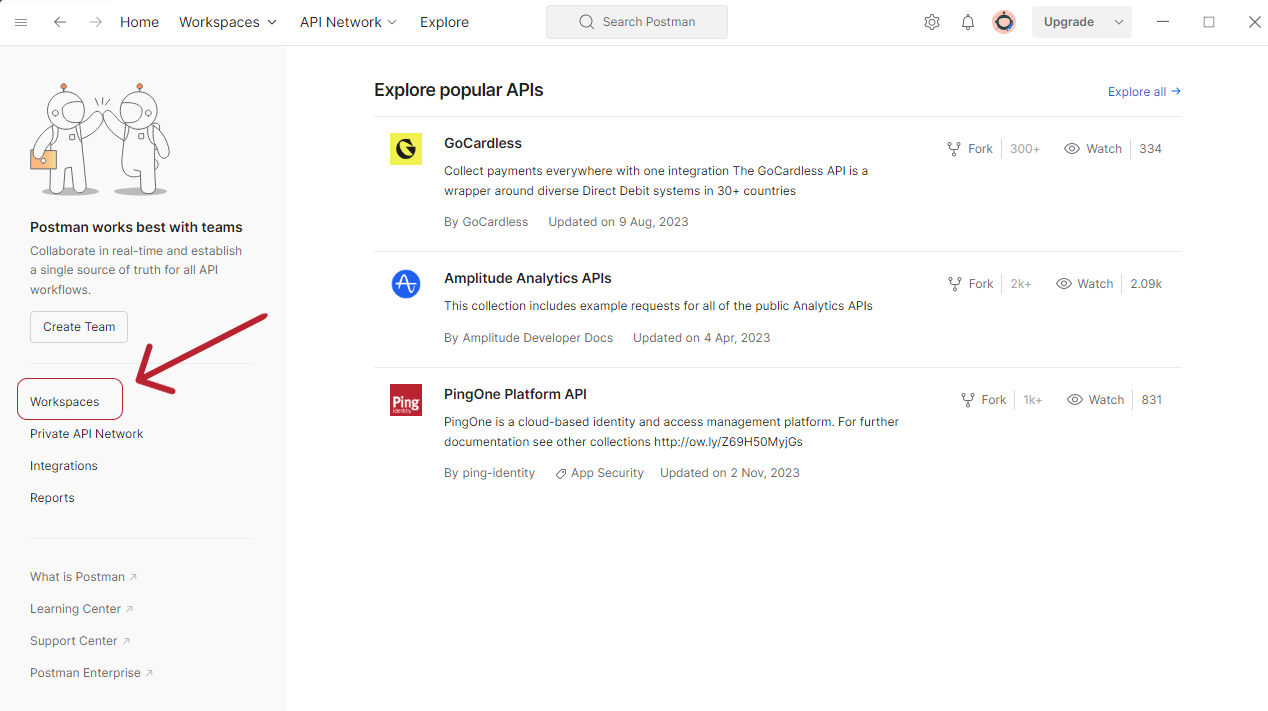 Home Workspaces API Network Explore Search Postman Upgrade
Postman works best with teams
Collaborate in real-time and establish
a single source of truth for all API
workflows.
Create Team
Workspaces
Private API Network
Integrations
Reports
What is Postman
Learning Center
Support Center
Postman Enterprise
Explore popular APIs Explore all
GoCardless Fork 300+ Watch 334
Collect payments everywhere with one integration The GoCardless API is a
wrapper around diverse Direct Debit systems in 30+ countries
By GoCardless Updated on 9 Aug, 2023
Amplitude Analytics APIs Fork 2k+ Watch 2.09k
This collection includes example requests for all of the public Analytics APIs
By Amplitude Developer Docs Updated on 4 Apr, 2023
Ping
Identity
PingOne Platform API Fork 1k+ Watch 831
PingOne is a cloud-based identity and access management platform. For further
documentation see other collections http://ow.ly/Z69H50MyjGs
By ping-identity App Security Updated on 2 Nov, 2023